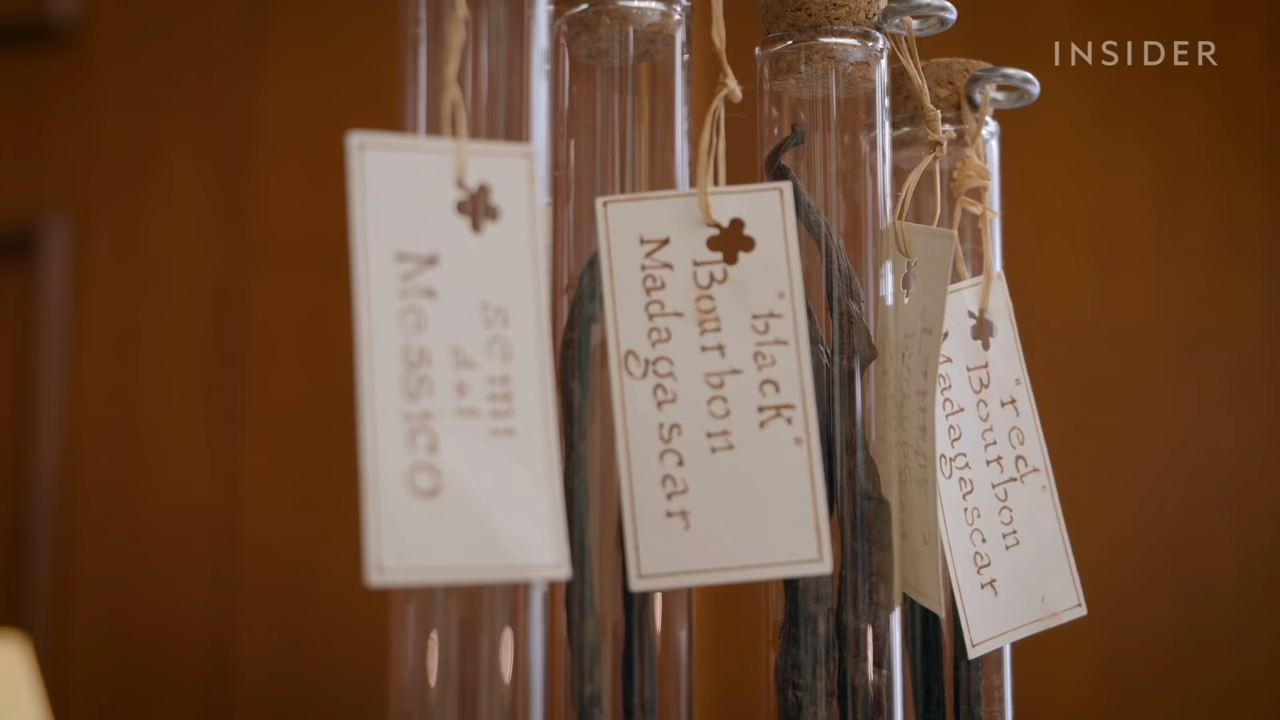 INSIDER
semi
del
Messico
"black"
Bourbon
Madagascar
"red"
Bourbon
Madagascar